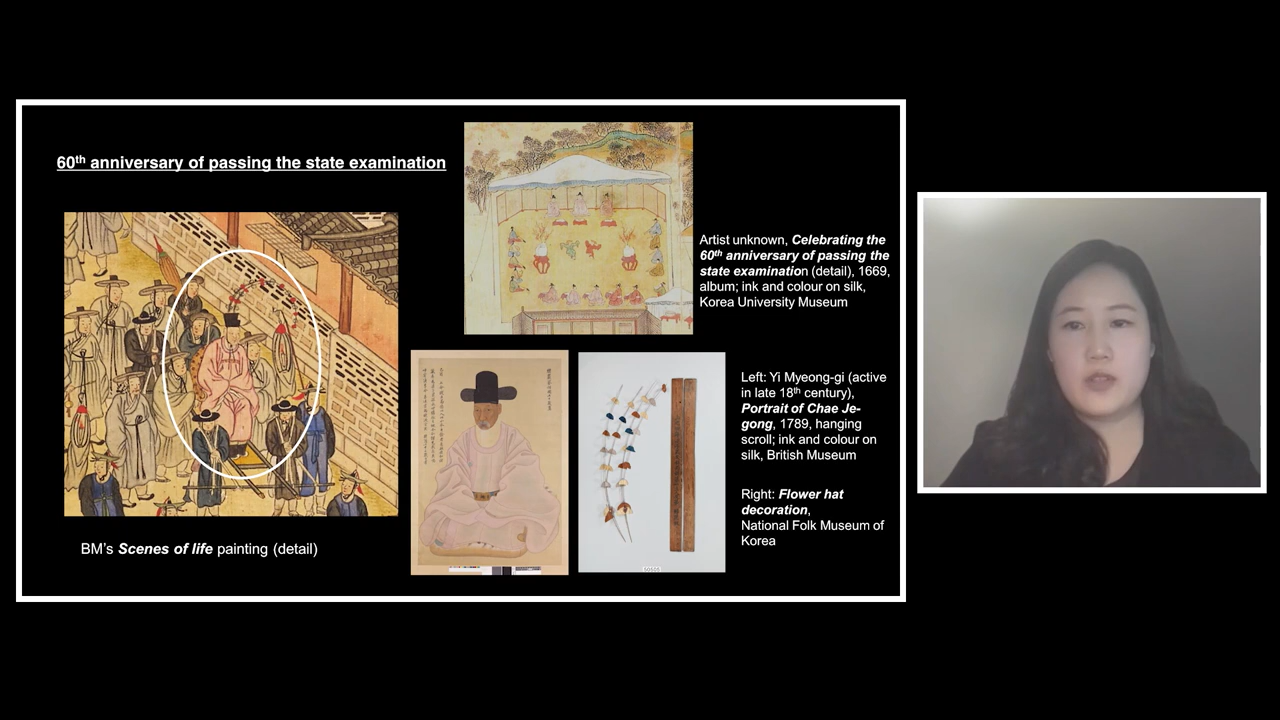 60th anniversary of passing the state examination
Artist unknown, Celebrating the
60th anniversary of passing the
state examination (detail), 1669,
album; ink and colour on silk,
Korea University Museum
Left: Yi Myeong-gi (active
in late 18th century),
Portrait of Chae Je-
gong, 1789, hanging
scroll; ink and colour on
silk, British Museum
Right: Flower hat
decoration,
National Folk Museum of
Korea
BM's Scenes of life painting (detail)